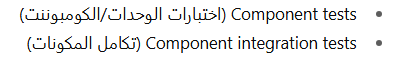 Component tests (اختبارات الوحدات/الكومبوننت)
Component integration tests (تكامل المكونات)